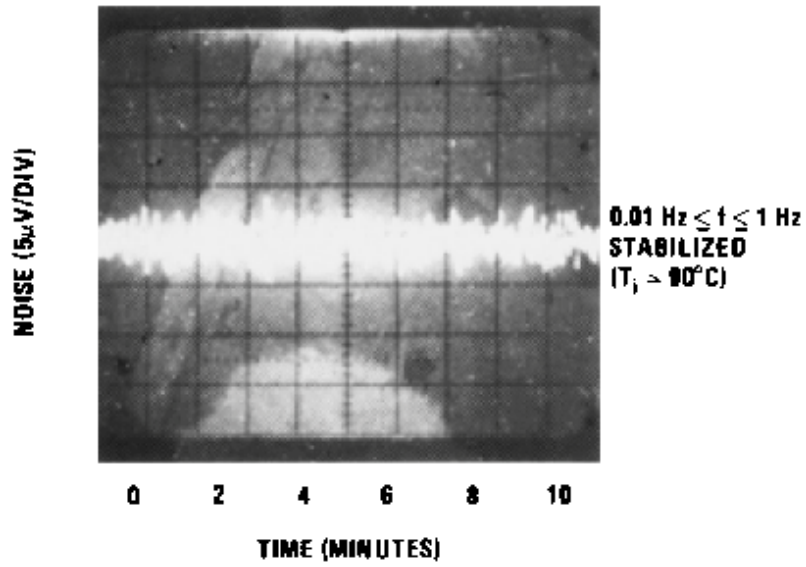 NOISE (5μV/DIV)
0.01 Hz ≤ f ≤ 1 Hz
STABILIZED
(Tj = 90°C)
0 2 4 6 8 10
TIME (MINUTES)